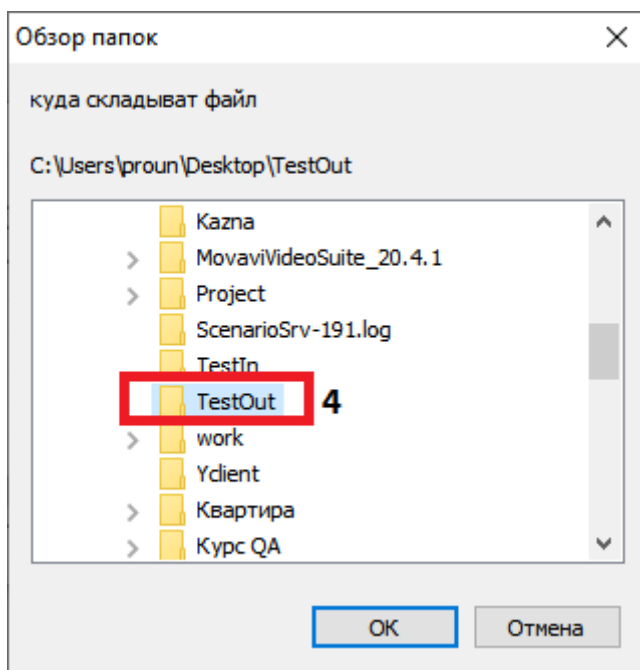 Обзор папок
куда складыват файл
C:\Users\proun\Desktop\TestOut
Kazna
MovaviVideoSuite_20.4.1
Project
ScenarioSrv-191.log
TestIn
TestOut 4
work
Yclient
Квартира
Курс QA
ОК Отмена